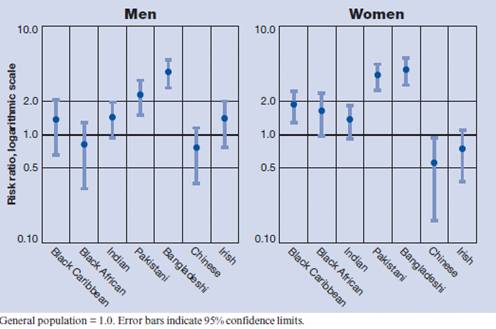 Men
Women
Risk ratio, logarithmic scale
10.0
2.0
1.0
0.5
0.10
Black Caribbean
Black African
Indian
Pakistani
Bangladeshi
Chinese
Irish
10.0
2.0
1.0
0.5
0.10
Black Caribbean
Black African
Indian
Pakistani
Bangladeshi
Chinese
Irish
General population = 1.0. Error bars indicate 95% confidence limits.